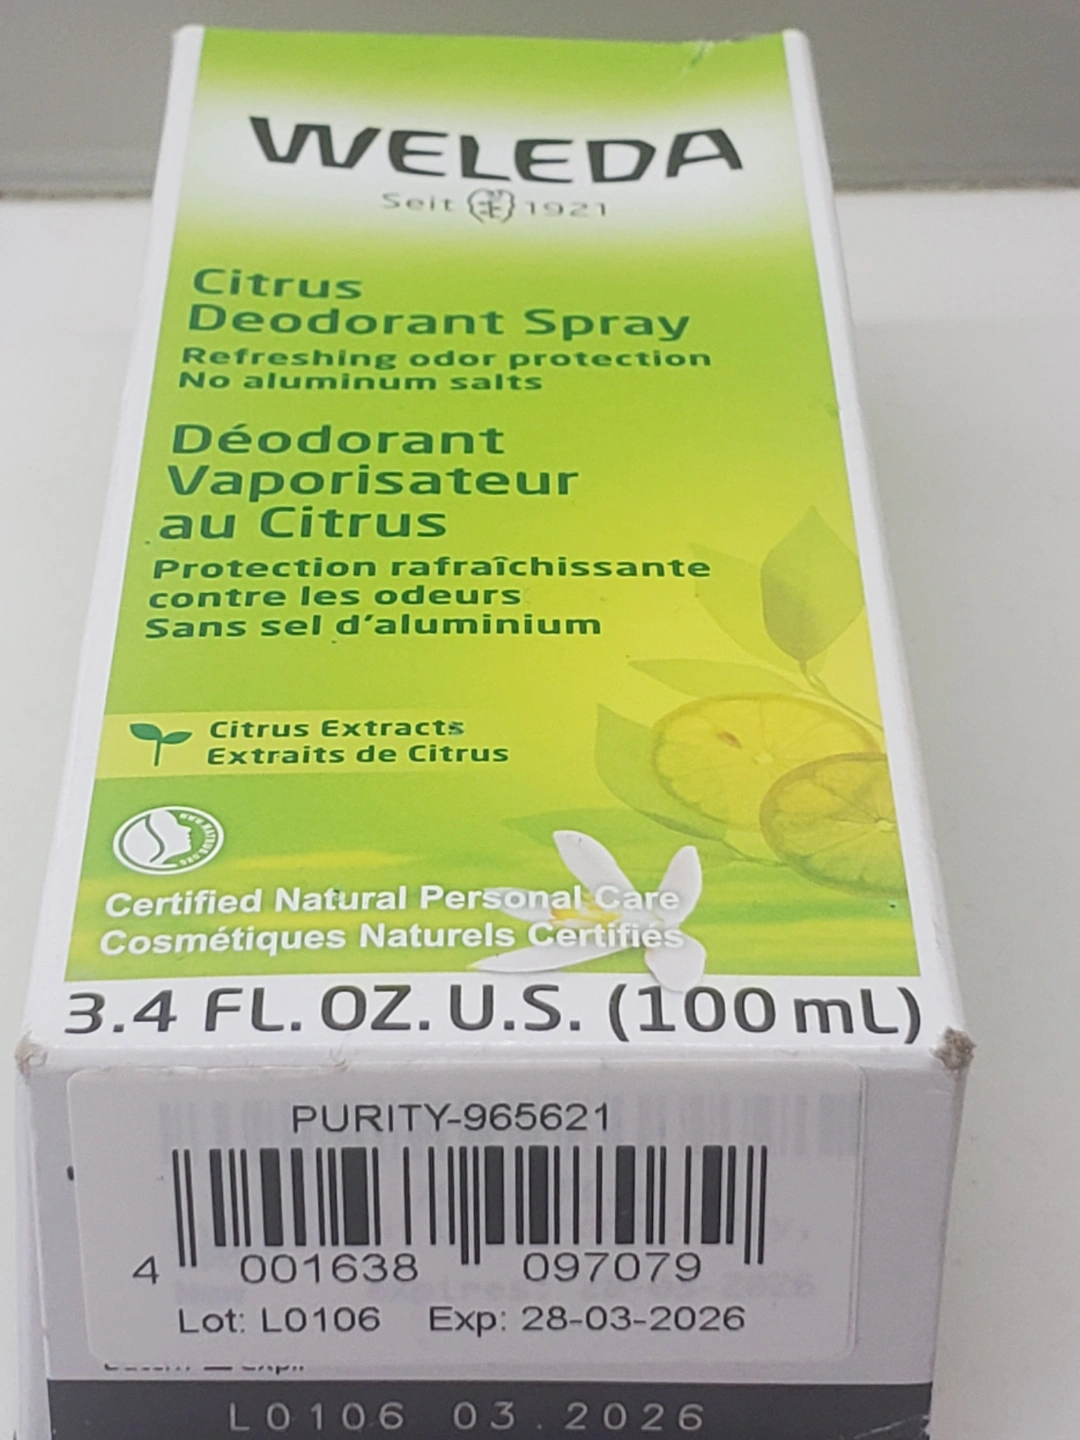 WELEDA
Seit 1921
Citrus
Deodorant Spray
Refreshing odor protection
No aluminum salts
Déodorant
Vaporisateur
au Citrus
Protection rafraîchissante
contre les odeurs
Sans sel d'aluminium
Citrus Extracts
Extraits de Citrus
Certified Natural Personal Care
Cosmétiques Naturels Certifiés
3.4 FL. OZ. U.S. (100 mL)
PURITY-965621
4 001638 097079
Lot: L0106 Exp: 28-03-2026
L0106 03.2026